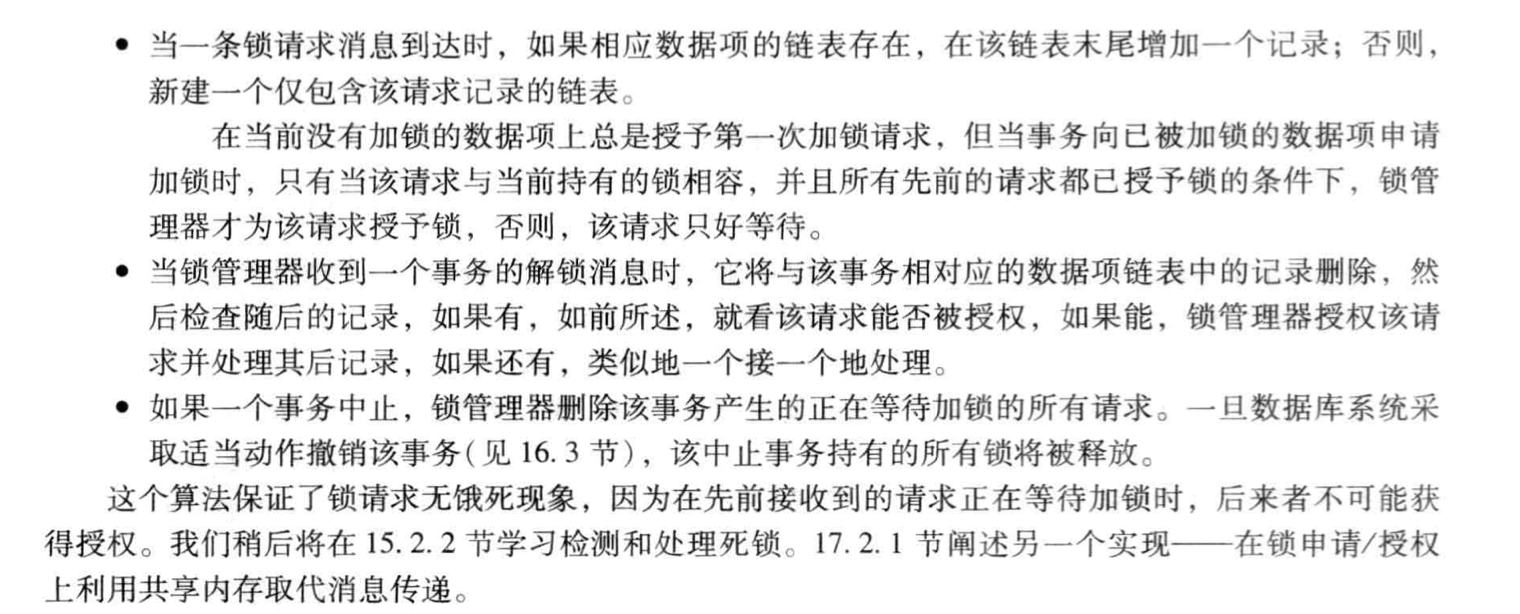 • 当一条锁请求消息到达时，如果相应数据项的链表存在，在该链表末尾增加一个记录；否则，
新建一个仅包含该请求记录的链表。
在当前没有加锁的数据项上总是授予第一次加锁请求，但当事务向已被加锁的数据项申请
加锁时，只有当该请求与当前持有的锁相容，并且所有先前的请求都已授予锁的条件下，锁管
理器才为该请求授予锁，否则，该请求只好等待。
• 当锁管理器收到一个事务的解锁消息时，它将与该事务相对应的数据项链表中的记录删除，然
后检查随后的记录，如果有，如前所述，就看该请求能否被授权，如果能，锁管理器授权该请
求并处理其后记录，如果还有，类似地一个接一个地处理。
• 如果一个事务中止，锁管理器删除该事务产生的正在等待加锁的所有请求。一旦数据库系统采
取适当动作撤销该事务(见 16.3 节)，该中止事务持有的所有锁将被释放。
这个算法保证了锁请求无饿死现象，因为在先前接收到的请求正在等待加锁时，后来者不可能获
得授权。我们稍后将在 15.2.2 节学习检测和处理死锁。17.2.1 节阐述另一个实现——在锁申请/授权
上利用共享内存取代消息传递。